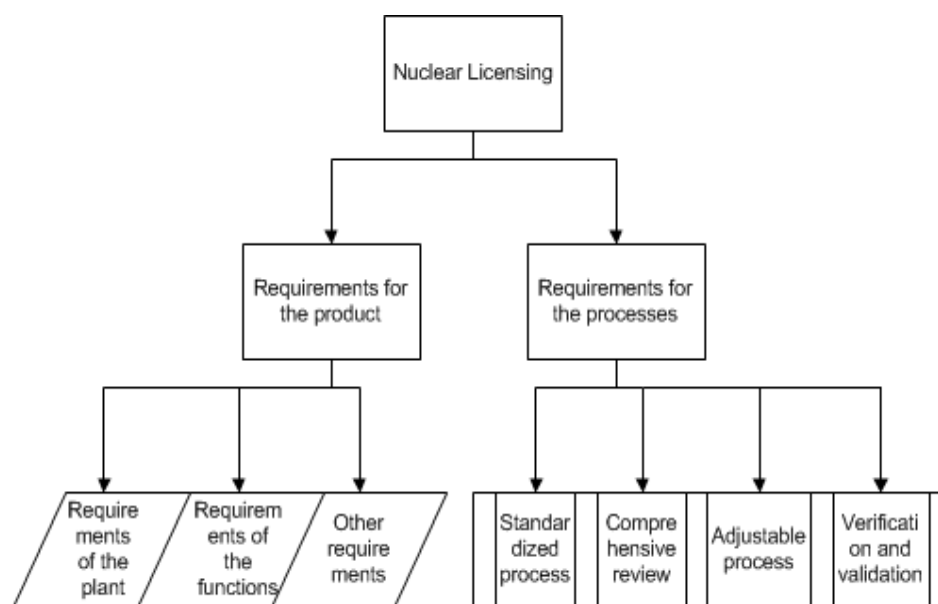 Nuclear Licensing
Requirements for
the product
Requirements for
the processes
Require
ments
of the
plant
Requirem
ents of
the
functions
Other
require
ments
Standar
dized
process
Compre
hensive
review
Adjustable
process
Verificati
on and
validation